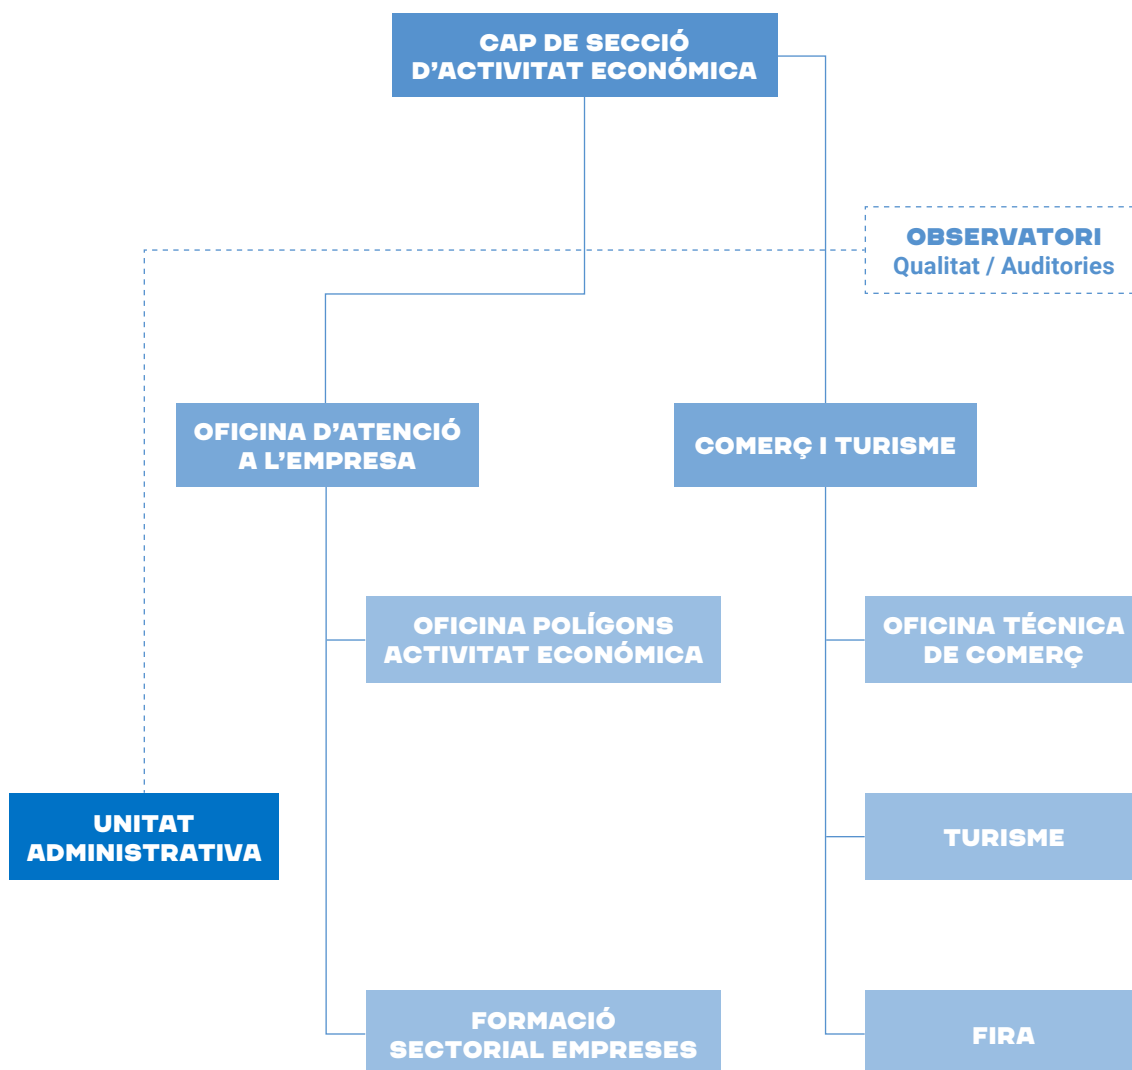 CAP DE SECCIÓ
D’ACTIVITAT ECONÓMICA
OBSERVATORI
Qualitat / Auditories
OFICINA D’ATENCIÓ
A L’EMPRESA
COMERÇ I TURISME
OFICINA POLÍGONS
ACTIVITAT ECONÓMICA
OFICINA TÉCNICA
DE COMERÇ
UNITAT
ADMINISTRATIVA
TURISME
FORMACIÓ
SECTORIAL EMPRESES
FIRA